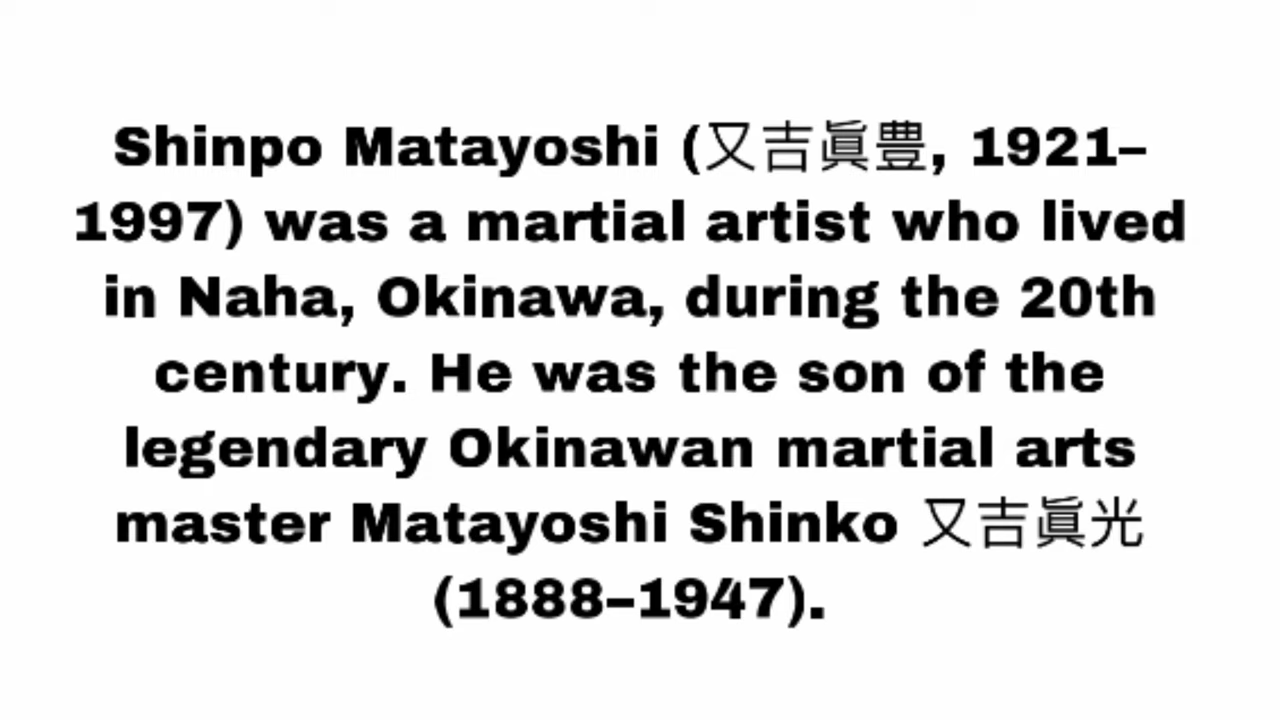 Shinpo Matayoshi (又吉眞豊, 1921–
1997) was a martial artist who lived
in Naha, Okinawa, during the 20th
century. He was the son of the
legendary Okinawan martial arts
master Matayoshi Shinko 又吉眞光
(1888–1947).